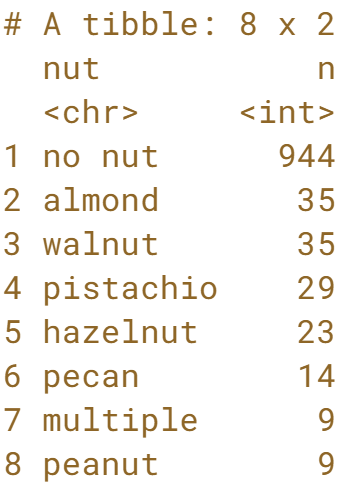 # A tibble: 8 x 2
nut n
<chr> <int>
1 no nut 944
2 almond 35
3 walnut 35
4 pistachio 29
5 hazelnut 23
6 pecan 14
7 multiple 9
8 peanut 9